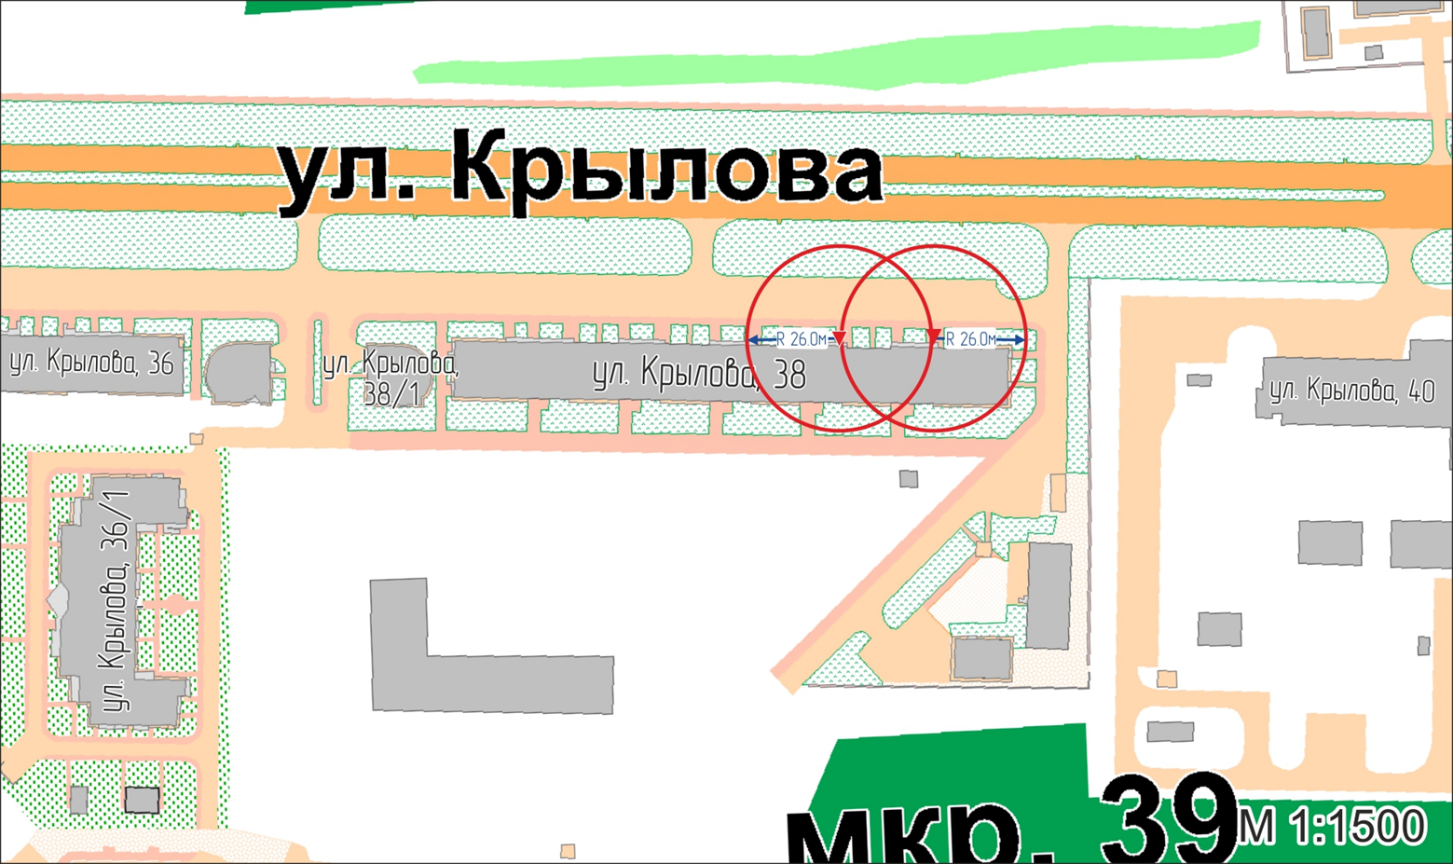 ул. Крылова
R 26.0м
R 26.0м
ул. Крылова, 36
ул. Крылова,
38/1
ул. Крылова, 38
ул. Крылова, 40
ул. Крылова, 36/1
мкр. 39
М 1:1500